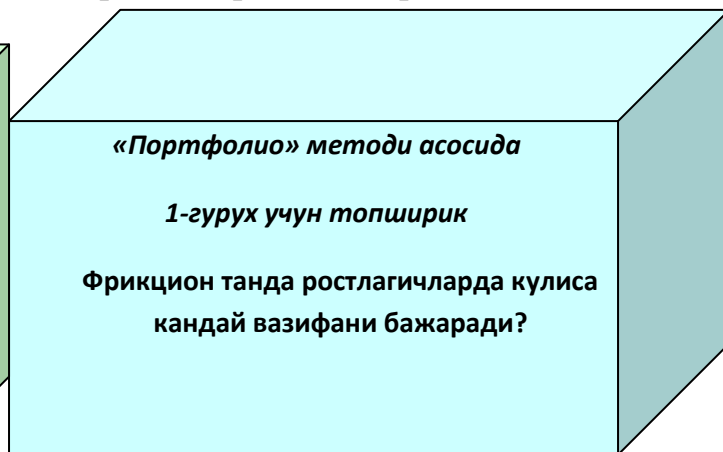 «Портфолио» методи асосида
1-гурух учун топширик
Фрикцион танда ростлагичларда кулиса
кандай вазифани бажаради?